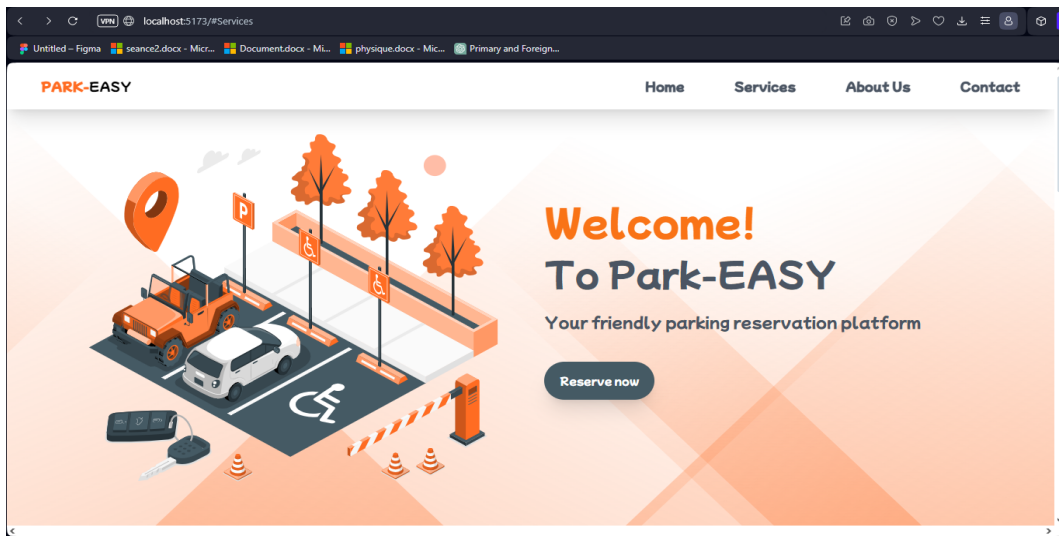 VPN localhost:5173/#Services
Untitled – Figma seance2.docx - Micr... Document.docx - Mi... physique.docx - Mic... Primary and Foreign...
PARK-EASY Home Services About Us Contact
P
Welcome!
To Park-EASY
Your friendly parking reservation platform
Reserve now